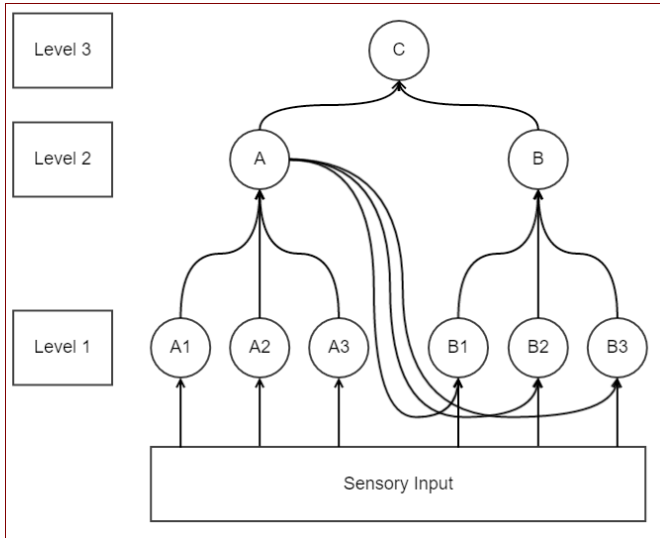 Level 3
C
Level 2
A
B
Level 1
A1
A2
A3
B1
B2
B3
Sensory Input